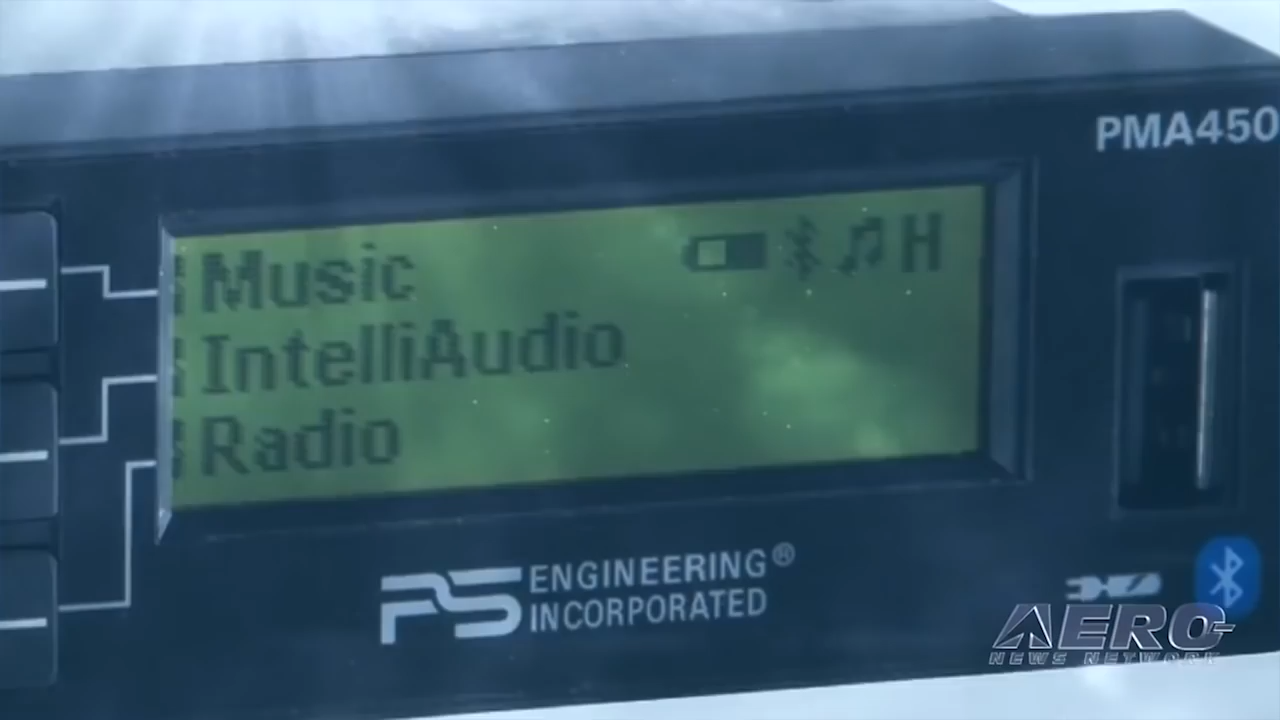 PMA450
Music H
IntelliAudio
Radio
PS ENGINEERING®
INCORPORATED
AERO
NEWS NETWORK